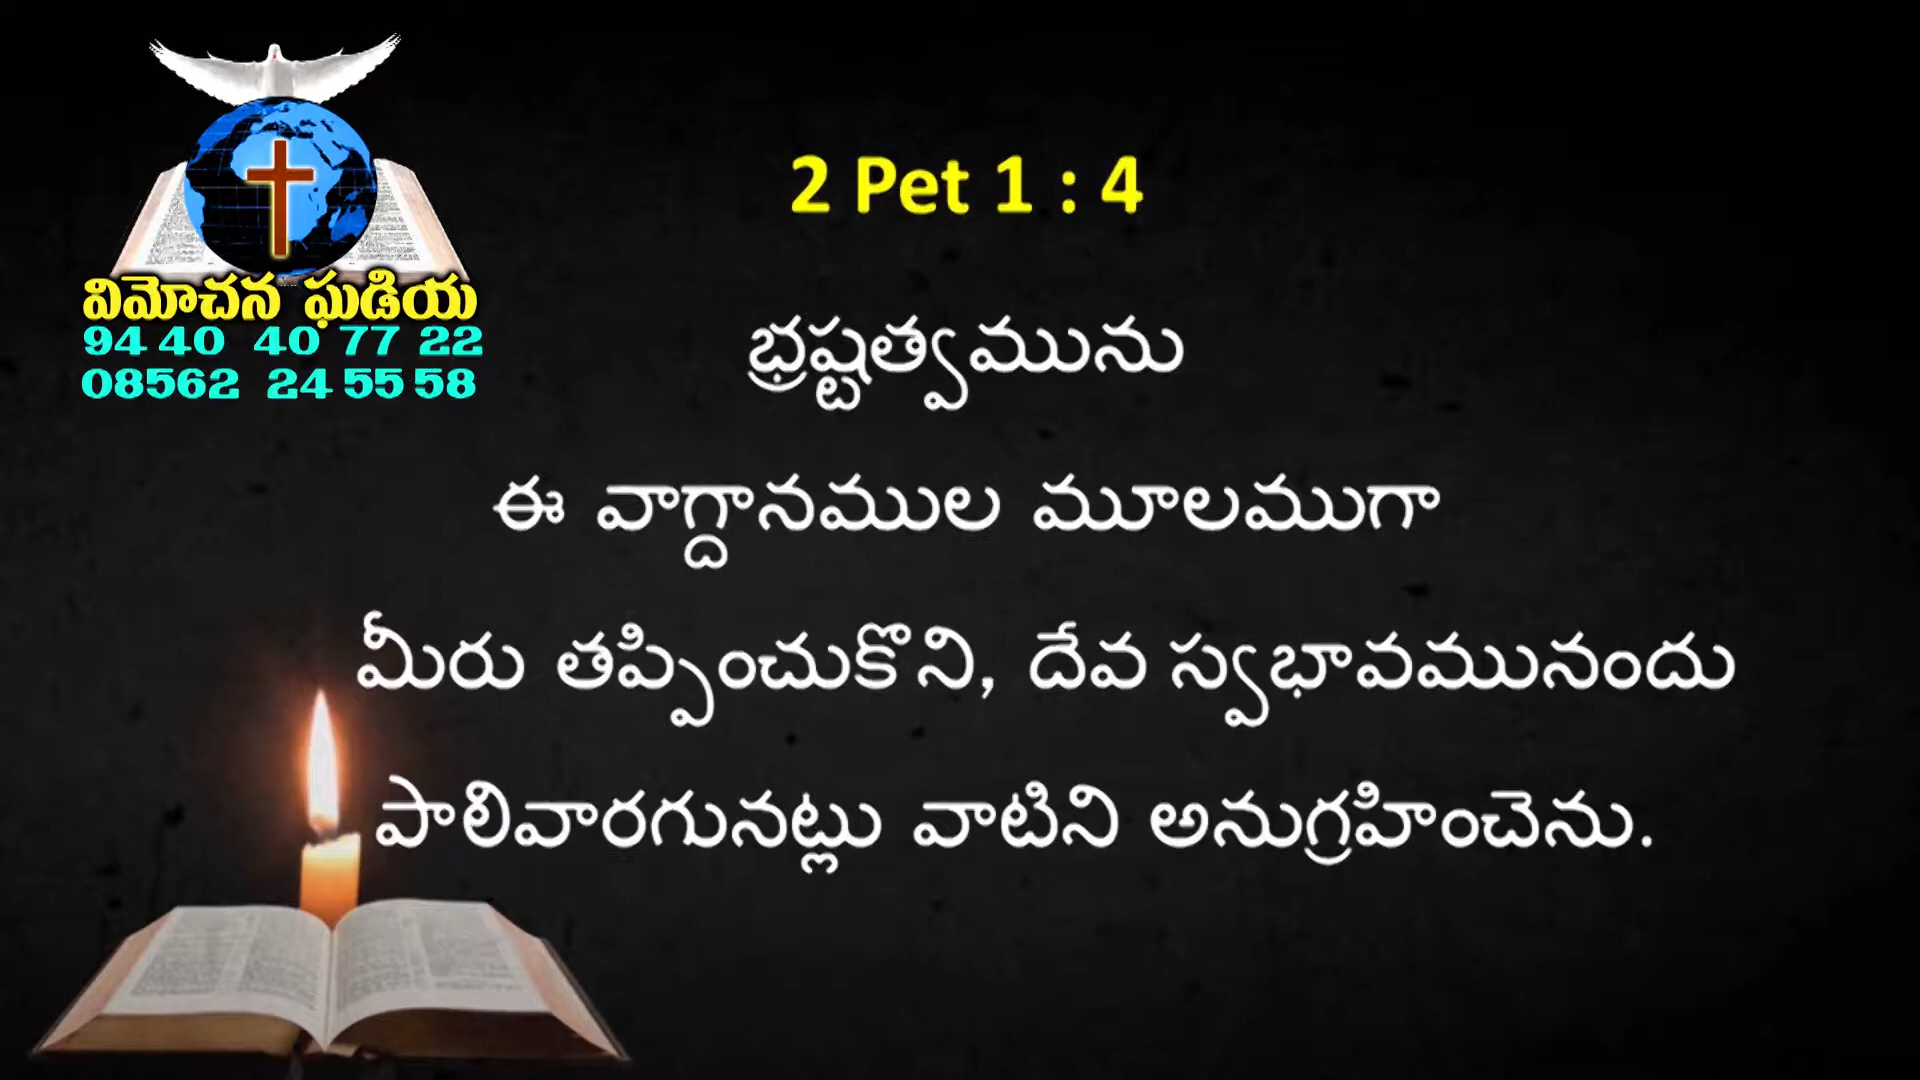 విమోచన ఘడియ
94 40 40 77 22
08562 24 55 58
2 Pet 1 : 4
భ్రష్టత్వమును
ఈ వాగ్దానముల మూలముగా
మీరు తప్పించుకొని, దేవ స్వభావమునందు
పాలివారగునట్లు వాటిని అనుగ్రహించెను.